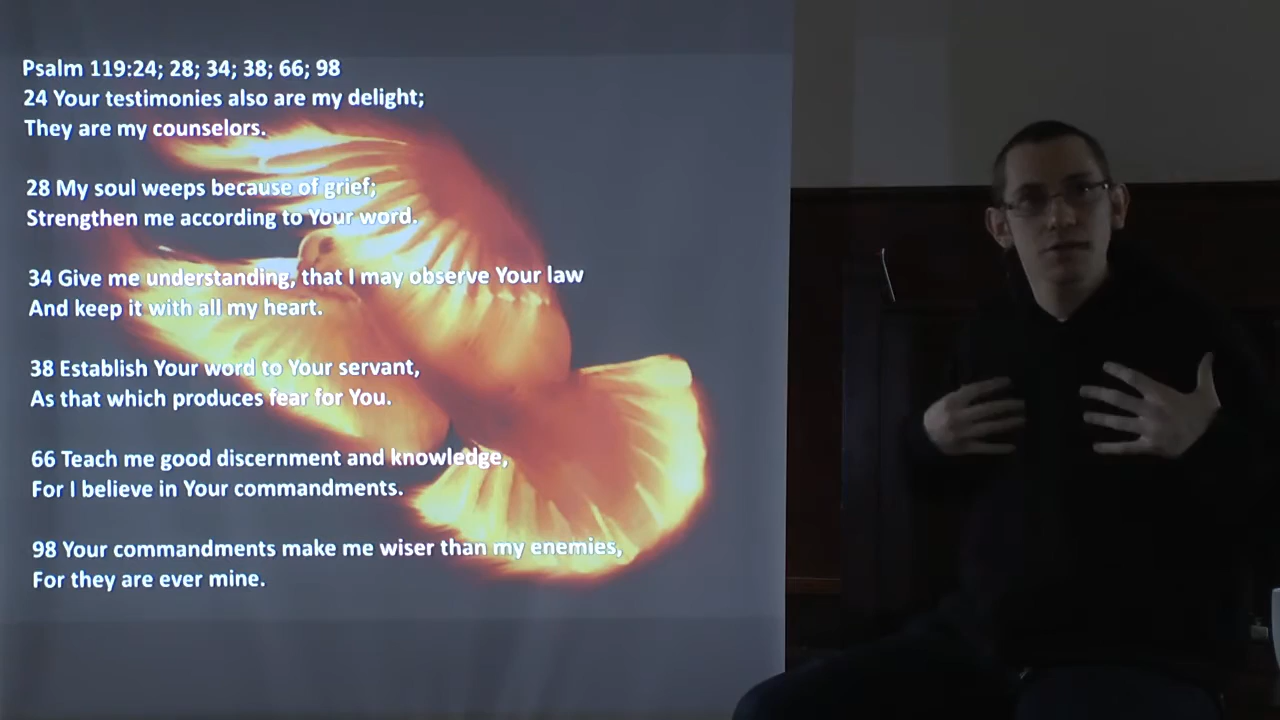 Psalm 119:24; 28; 34; 38; 66; 98
24 Your testimonies also are my delight;
They are my counselors.
28 My soul weeps because of grief;
Strengthen me according to Your word.
34 Give me understanding, that I may observe Your law
And keep it with all my heart.
38 Establish Your word to Your servant,
As that which produces fear for You.
66 Teach me good discernment and knowledge,
For I believe in Your commandments.
98 Your commandments make me wiser than my enemies,
For they are ever mine.